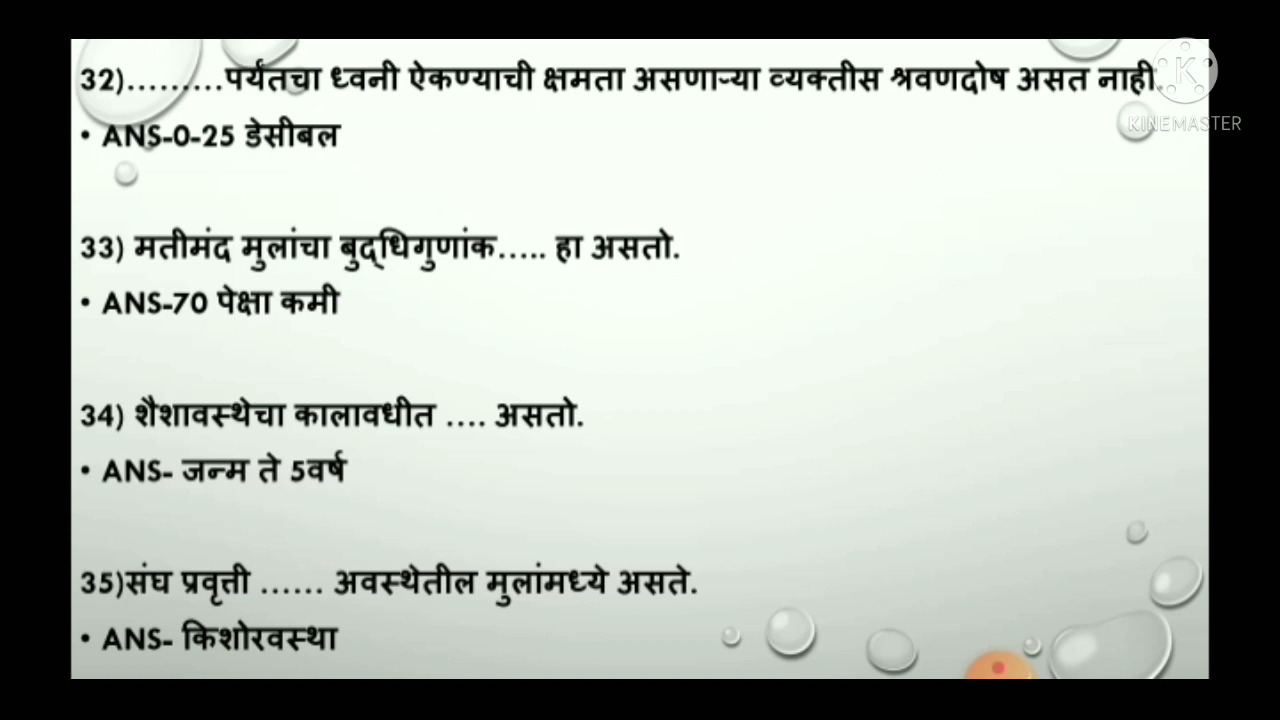 32).........पर्यंतचा ध्वनी ऐकण्याची क्षमता असणाऱ्या व्यक्तीस श्रवणदोष असत नाही.
• ANS-0-25 डेसीबल
33) मतीमंद मुलांचा बुद्धिगुणांक..... हा असतो.
• ANS-70 पेक्षा कमी
34) शैशावस्थेचा कालावधीत .... असतो.
• ANS- जन्म ते 5वर्ष
35)संघ प्रवृत्ती ...... अवस्थेतील मुलांमध्ये असते.
• ANS- किशोरवस्था
K
KINEMASTER